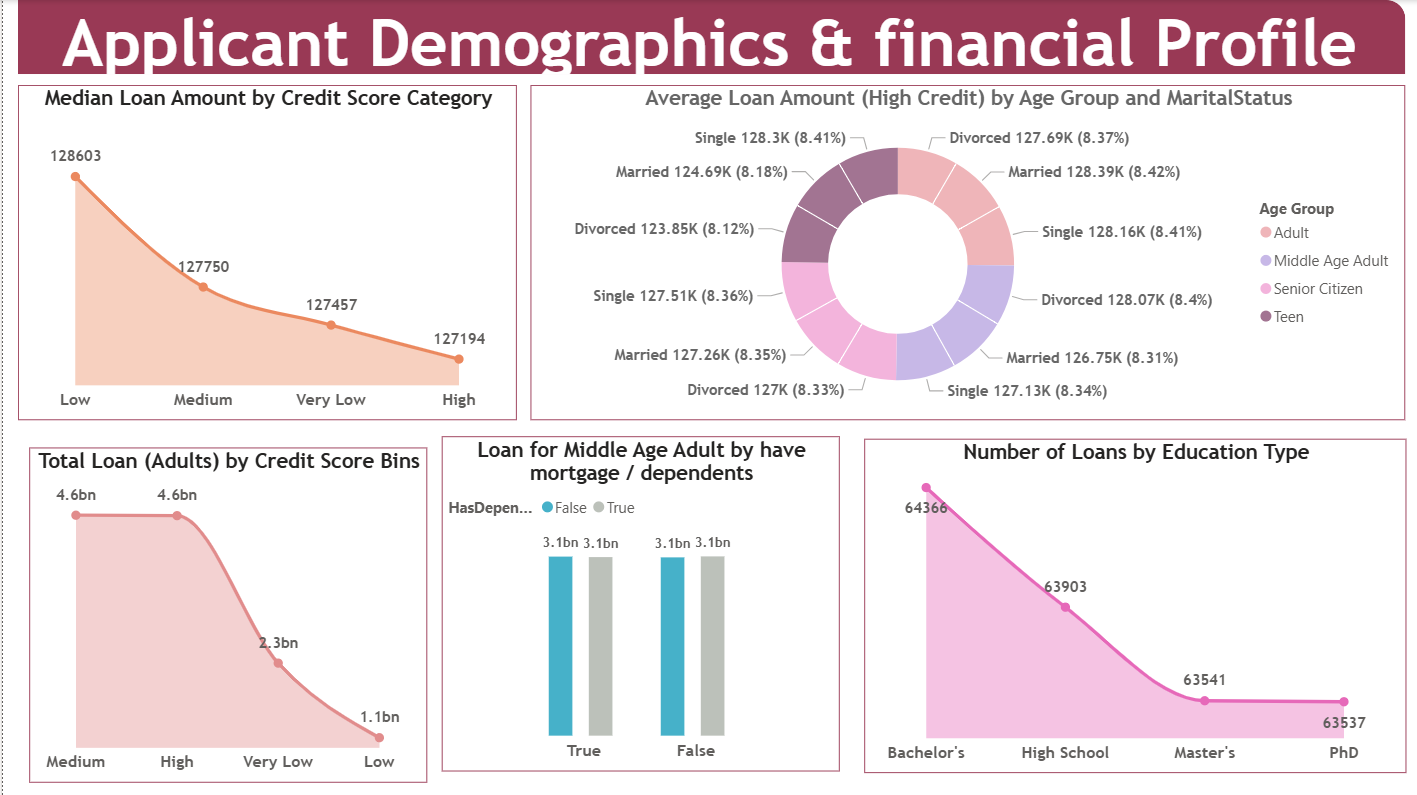 Applicant Demographics & financial Profile
Median Loan Amount by Credit Score Category
128603
127750
127457
127194
Low Medium Very Low High
Average Loan Amount (High Credit) by Age Group and MaritalStatus
Single 128.3K (8.41%)
Divorced 127.69K (8.37%)
Married 124.69K (8.18%)
Married 128.39K (8.42%)
Divorced 123.85K (8.12%)
Single 128.16K (8.41%)
Single 127.51K (8.36%)
Divorced 128.07K (8.4%)
Married 127.26K (8.35%)
Married 126.75K (8.31%)
Divorced 127K (8.33%)
Single 127.13K (8.34%)
Age Group
Adult
Middle Age Adult
Senior Citizen
Teen
Total Loan (Adults) by Credit Score Bins
4.6bn 4.6bn
2.3bn
1.1bn
Medium High Very Low Low
Loan for Middle Age Adult by have
mortgage / dependents
HasDepen... False True
3.1bn 3.1bn 3.1bn 3.1bn
True False
Number of Loans by Education Type
64366
63903
63541
63537
Bachelor's High School Master's PhD